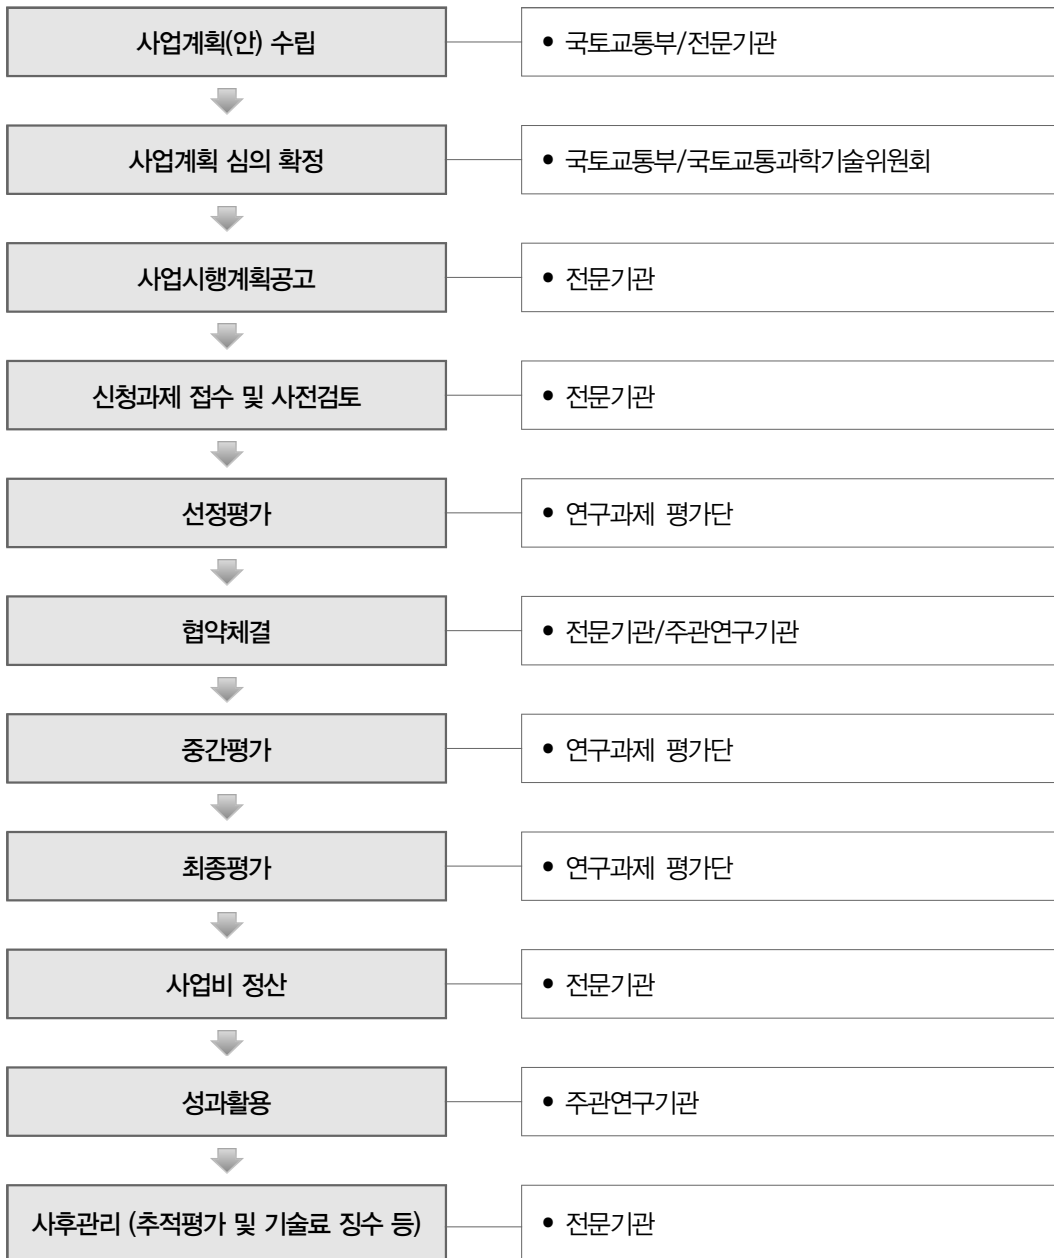 사업계획(안) 수립
• 국토교통부/전문기관
사업계획 심의 확정
• 국토교통부/국토교통과학기술위원회
사업시행계획공고
• 전문기관
신청과제 접수 및 사전검토
• 전문기관
선정평가
• 연구과제 평가단
협약체결
• 전문기관/주관연구기관
중간평가
• 연구과제 평가단
최종평가
• 연구과제 평가단
사업비 정산
• 전문기관
성과활용
• 주관연구기관
사후관리 (추적평가 및 기술료 징수 등)
• 전문기관